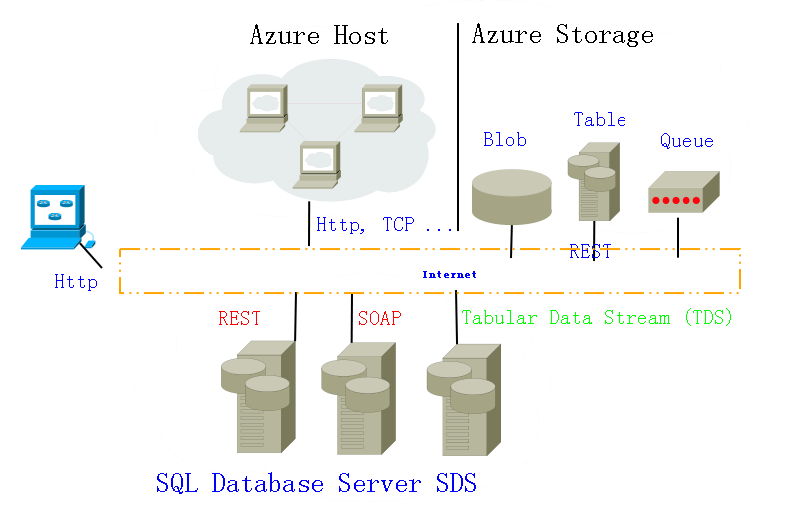 Azure Host
Azure Storage
Table
Blob
Queue
Http, TCP ...
REST
Internet
Http
REST
SOAP
Tabular Data Stream (TDS)
SQL Database Server SDS